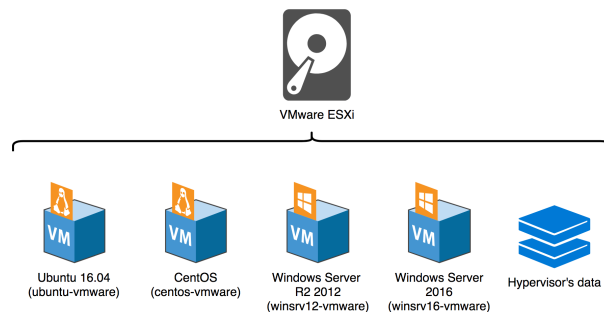 VMware ESXi
VM
VM
VM
VM
Ubuntu 16.04
(ubuntu-vmware)
CentOS
(centos-vmware)
Windows Server
R2 2012
(winsrv12-vmware)
Windows Server
2016
(winsrv16-vmware)
Hypervisor's data